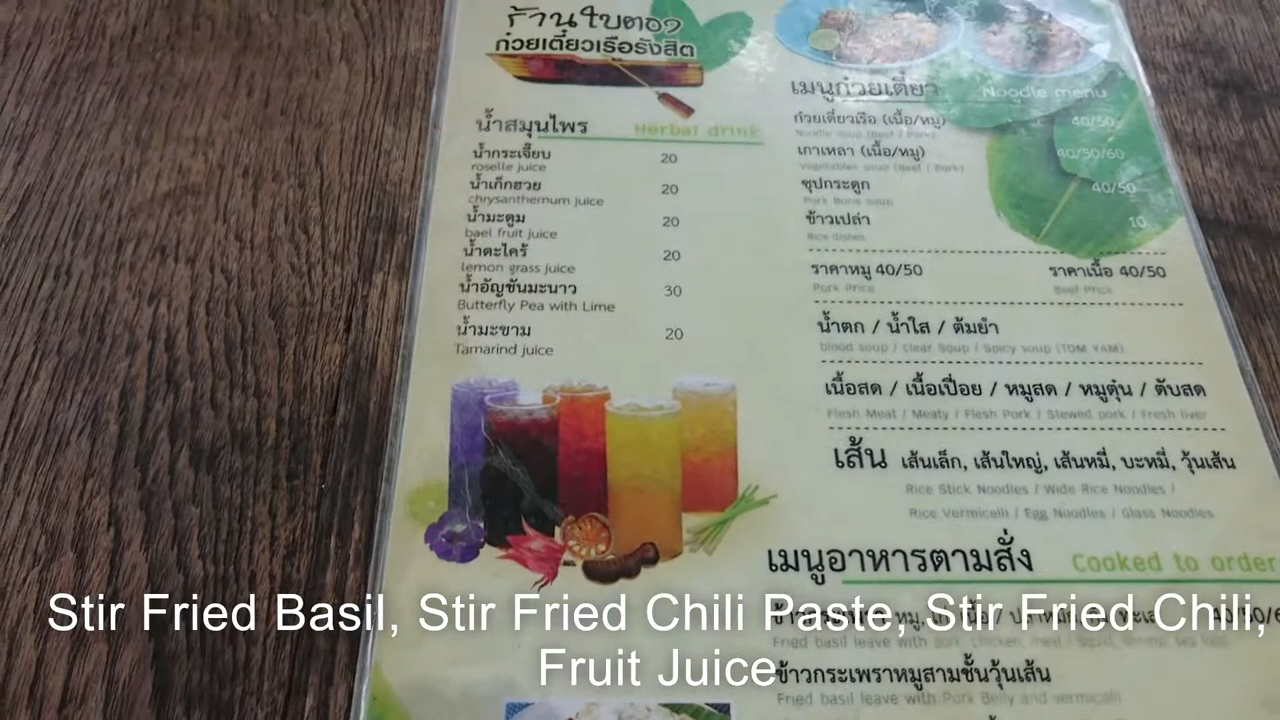 ร้านใบตอง
ก๋วยเตี๋ยวเรือรังสิต
น้ำสมุนไพร Herbal drink
น้ำกระเจี๊ยบ 20
roselle juice
น้ำเก๊กฮวย 20
chrysanthemum juice
น้ำมะตูม 20
bael fruit juice
น้ำตะไคร้ 20
lemon grass juice
น้ำอัญชันมะนาว 30
Butterfly Pea with Lime
น้ำมะขาม 20
Tamarind juice
เมนูก๋วยเตี๋ยว Noodle menu
ก๋วยเตี๋ยวเรือ (เนื้อ/หมู) 40/50
Noodle soup (Beef / Pork)
เกาเหลา (เนื้อ/หมู) 40/50/60
Vegetables soup (Beef / Pork)
ซุปกระดูก 40/50
Pork Bone soup
ข้าวเปล่า 10
Rice Dishes
ราคาหมู 40/50 ราคาเนื้อ 40/50
Pork Price Beef Price
น้ำตก / น้ำใส / ต้มยำ
blood soup / Clear Soup / Spicy soup (TOM YAM)
เนื้อสด / เนื้อเปื่อย / หมูสด / หมูตุ๋น / ตับสด
Flesh Meat / Meaty / Flesh Pork / Stewed pork / Fresh liver
เส้น เส้นเล็ก, เส้นใหญ่, เส้นหมี่, บะหมี่, วุ้นเส้น
Rice Stick Noodles / Wide Rice Noodles /
Rice Vermicelli / Egg Noodles / Glass Noodles
เมนูอาหารตามสั่ง Cooked to order
Fried basil leave with
ข้าวกระเพราหมูสามชั้นวุ้นเส้น
Fried basil leave with Pork Belly and vermicelli
Stir Fried Basil, Stir Fried Chili Paste, Stir Fried Chili,
Fruit Juice